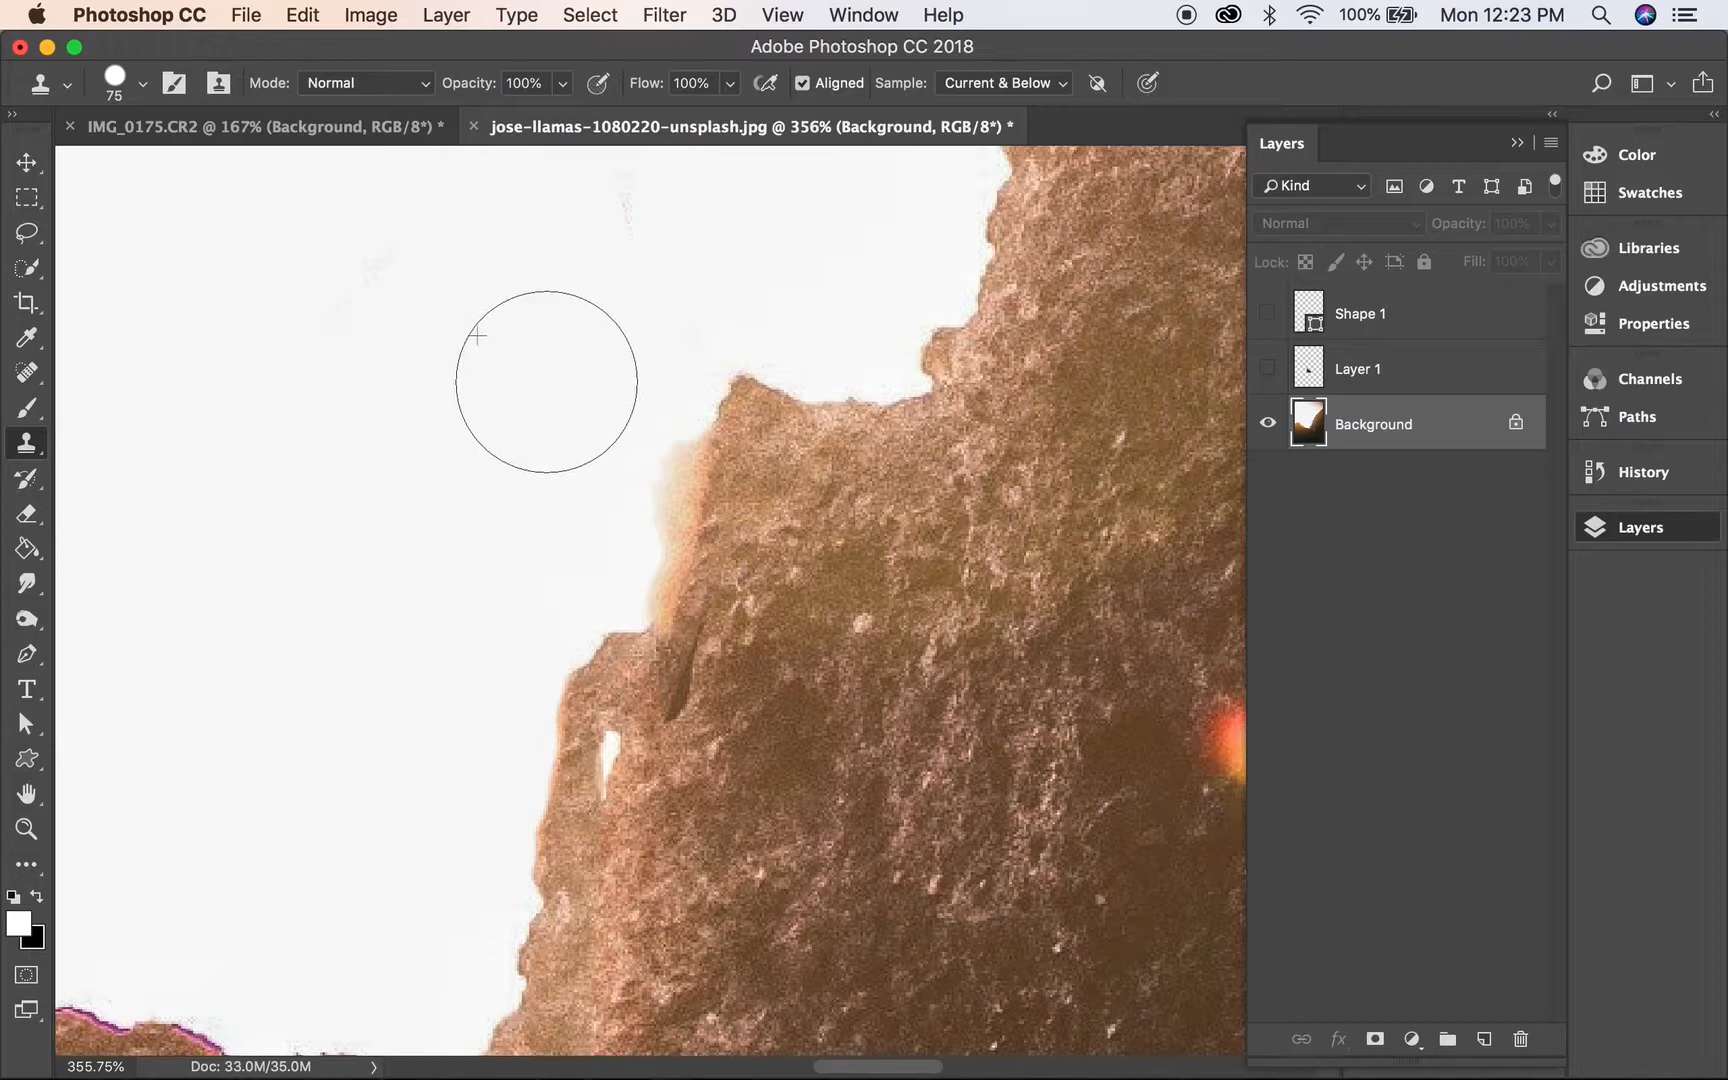 Photoshop CC File Edit Image Layer Type Select Filter 3D View Window Help 100% Mon 12:23 PM
Adobe Photoshop CC 2018
75 Mode: Normal Opacity: 100% Flow: 100% Aligned Sample: Current & Below
IMG_0175.CR2 @ 167% (Background, RGB/8*) * jose-llamas-1080220-unsplash.jpg @ 356% (Background, RGB/8*) *
Layers
Kind
Normal Opacity: 100%
Lock: Fill: 100%
Shape 1
Layer 1
Background
Color
Swatches
Libraries
Adjustments
Properties
Channels
Paths
History
Layers
fx
355.75% Doc: 33.0M/35.0M